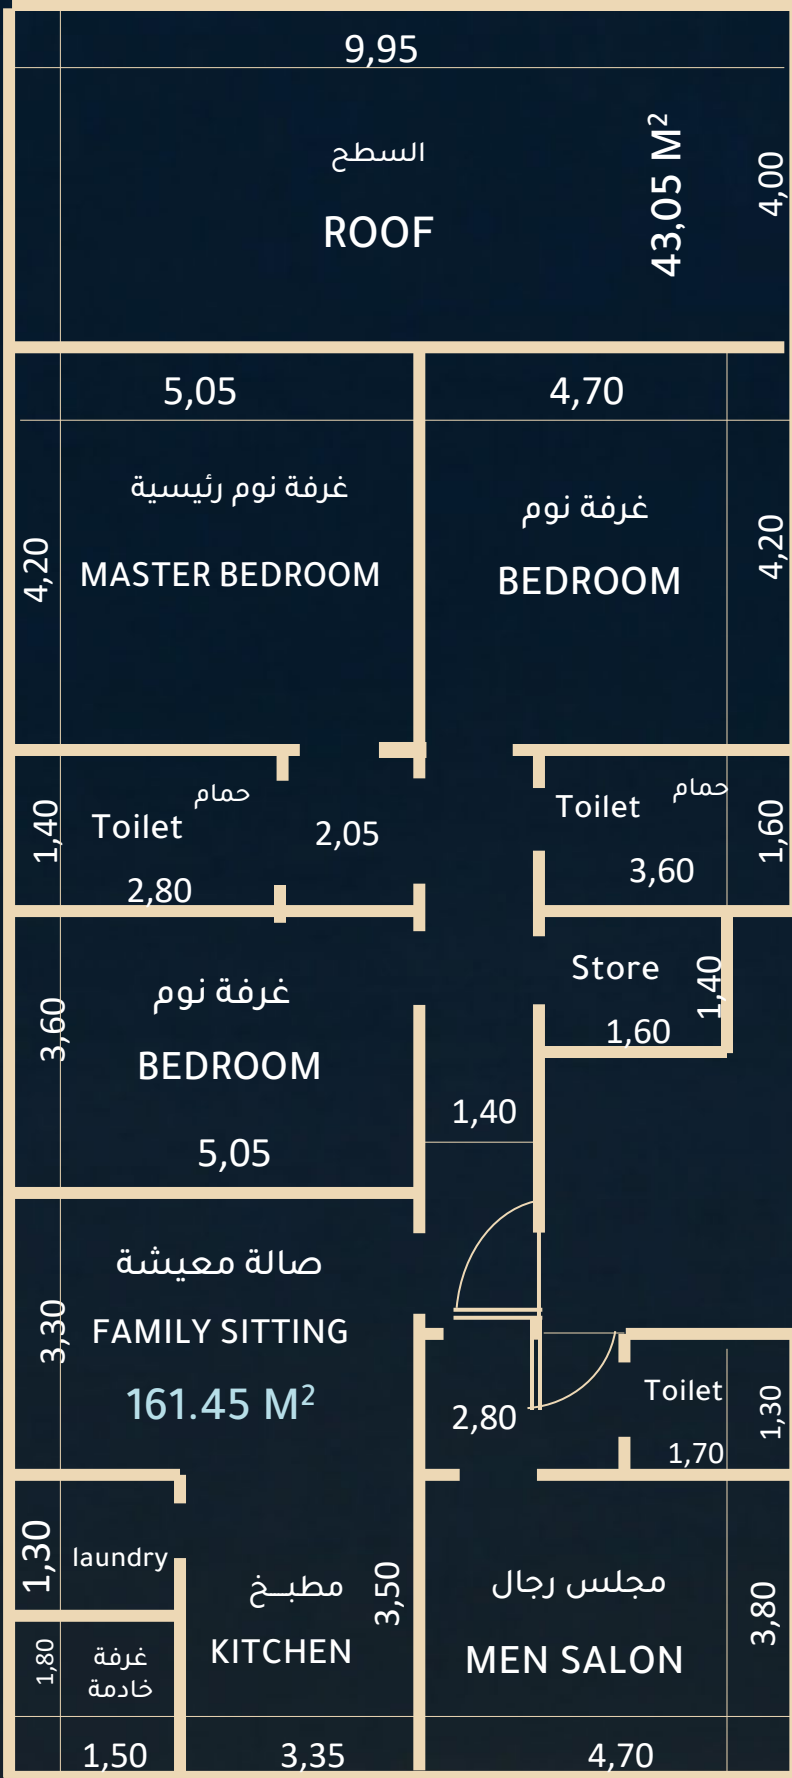 9,95
السطح
ROOF
43,05 M²
4,00
5,05
4,70
غرفة نوم رئيسية
MASTER BEDROOM
4,20
غرفة نوم
BEDROOM
4,20
حمام
Toilet
1,40
2,80
2,05
حمام
Toilet
3,60
1,60
Store
1,40
1,60
غرفة نوم
BEDROOM
3,60
5,05
1,40
صالة معيشة
FAMILY SITTING
3,30
161.45 M²
2,80
Toilet
1,70
1,30
1,30
laundry
مطبــخ
KITCHEN
3,50
مجلس رجال
MEN SALON
3,80
1,80
غرفة
خادمة
1,50
3,35
4,70